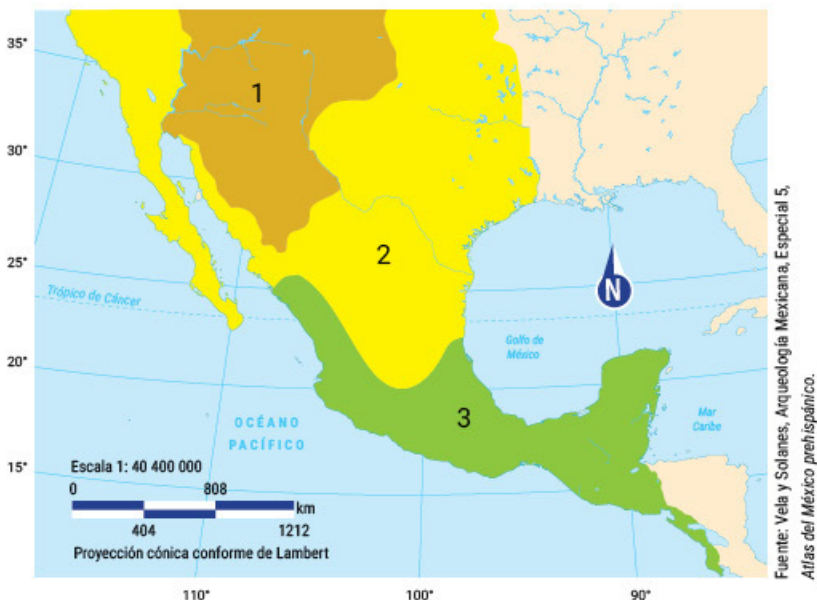 35°
30°
25°
20°
15°
1
2
3
N
Trópico de Cáncer
Golfo de
México
Mar
Caribe
OCÉANO
PACÍFICO
Escala 1: 40 400 000
0 808
km
404 1212
Proyección cónica conforme de Lambert
110° 100° 90°
Fuente: Vela y Solanes, Arqueología Mexicana, Especial 5,
Atlas del México prehispánico.